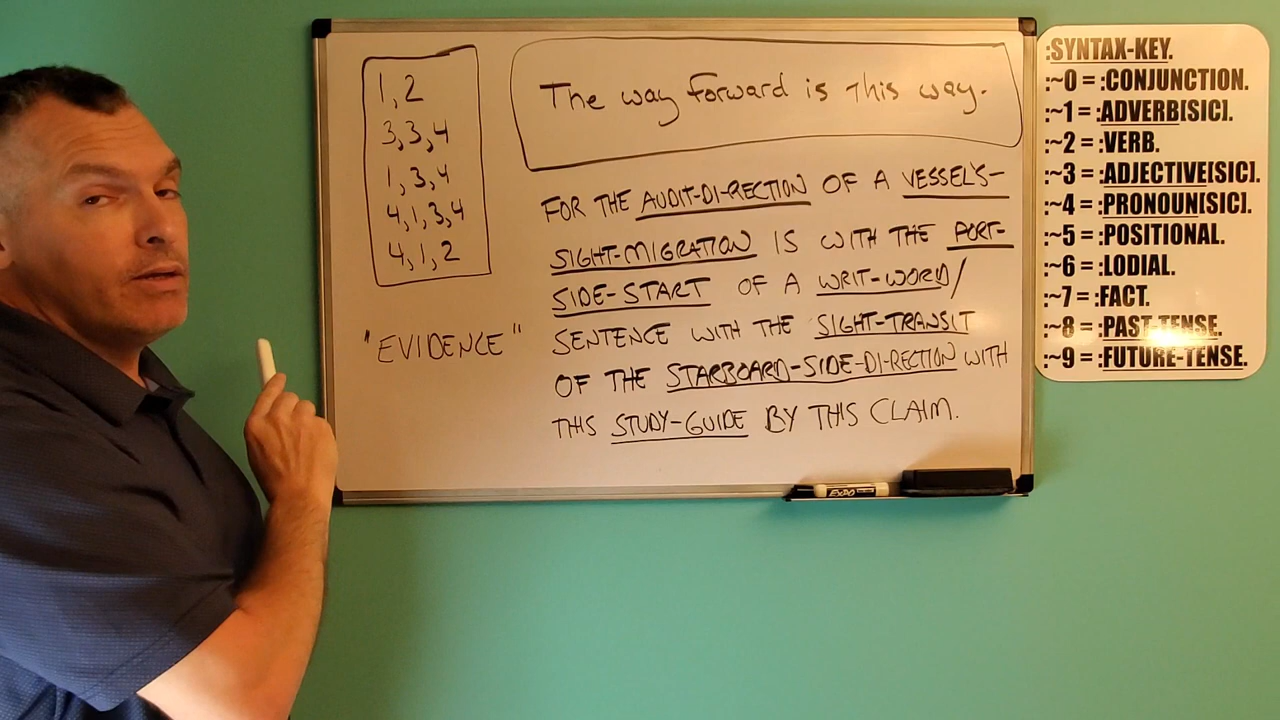 1, 2
3, 3, 4
1, 3, 4
4, 1, 3, 4
4, 1, 2
"EVIDENCE"
The way forward is this way.
FOR THE AUDIT-DI-RECTION OF A VESSEL'S-
SIGHT-MIGRATION IS WITH THE PORT-
SIDE-START OF A WRIT-WORD/
SENTENCE WITH THE SIGHT-TRANSIT
OF THE STARBOARD-SIDE-DI-RECTION WITH
THIS STUDY-GUIDE BY THIS CLAIM.
EXPO
:SYNTAX-KEY.
:~0 = :CONJUNCTION.
:~1 = :ADVERB[SIC].
:~2 = :VERB.
:~3 = :ADJECTIVE[SIC].
:~4 = :PRONOUN[SIC].
:~5 = :POSITIONAL.
:~6 = :LODIAL.
:~7 = :FACT.
:~8 = :PAST-TENSE.
:~9 = :FUTURE-TENSE.